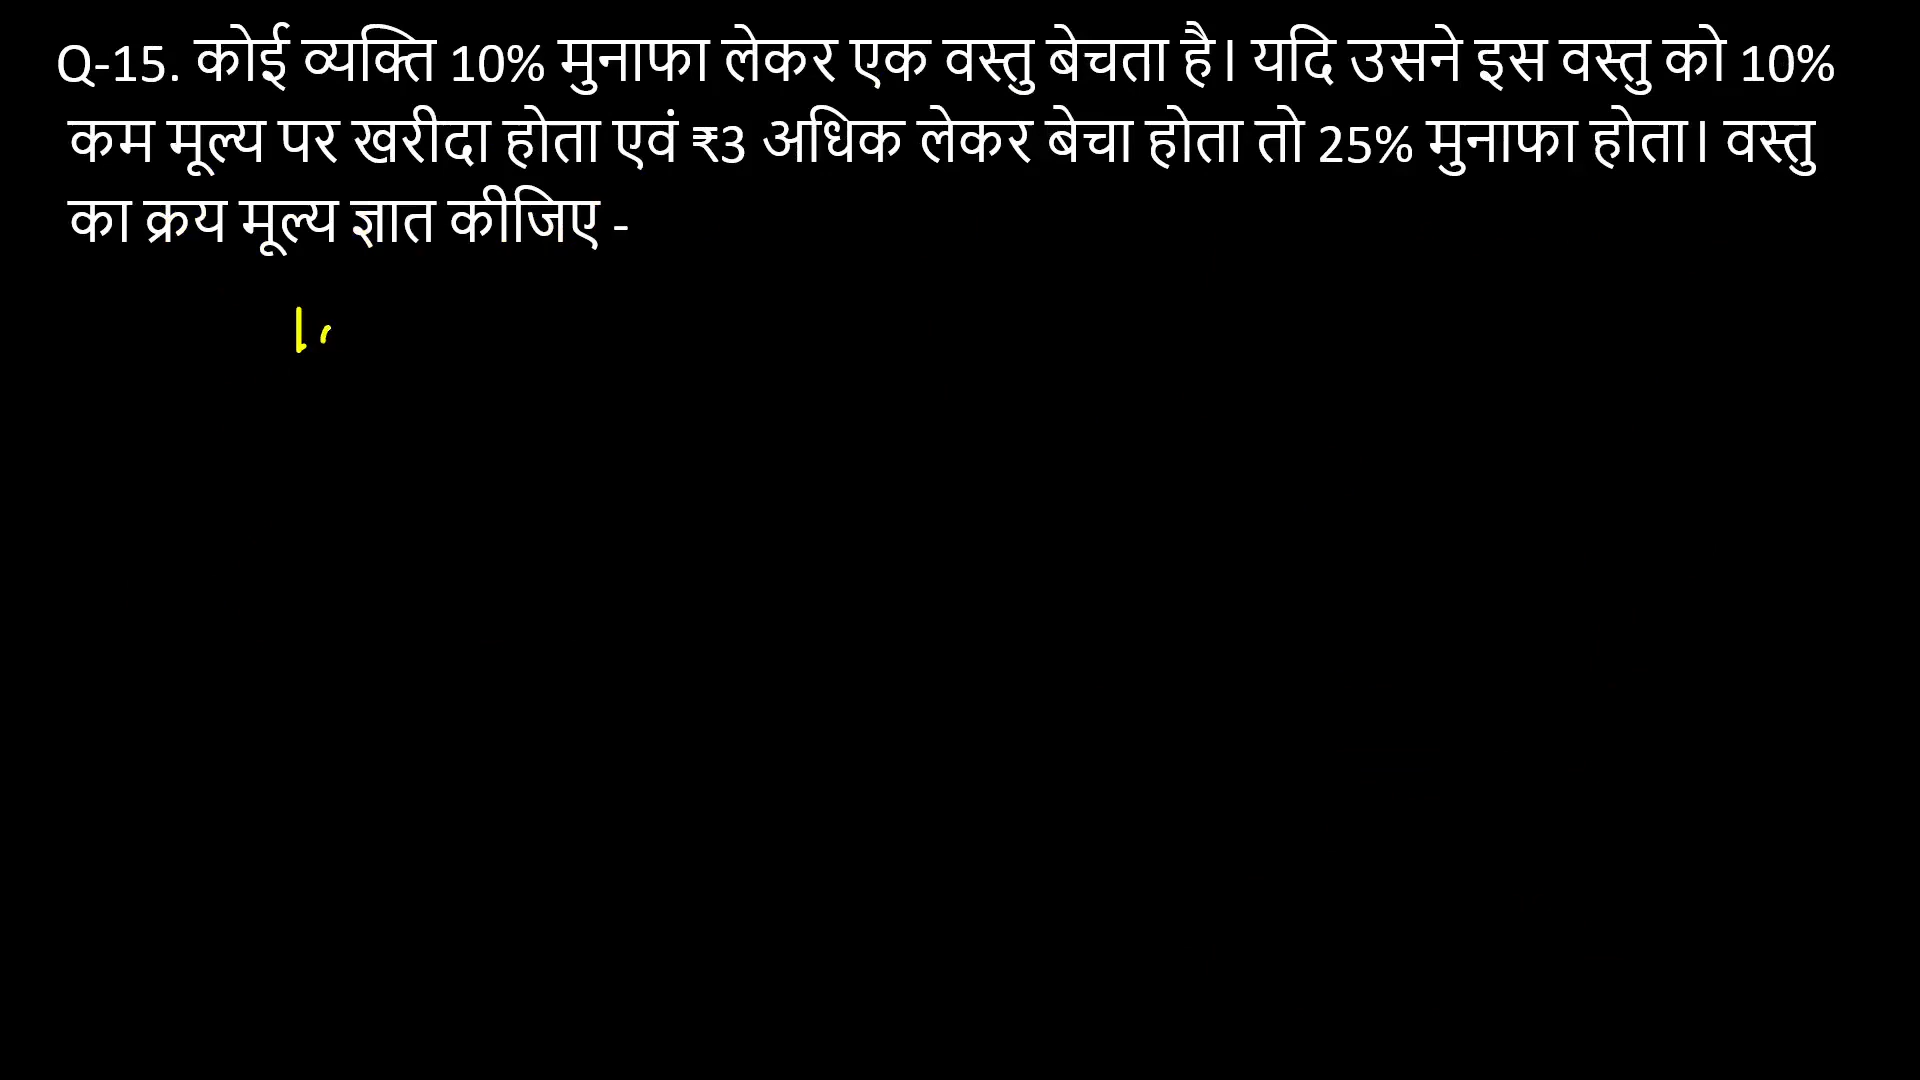 Q-15. कोई व्यक्ति 10% मुनाफा लेकर एक वस्तु बेचता है। यदि उसने इस वस्तु को 10%
कम मूल्य पर खरीदा होता एवं ₹3 अधिक लेकर बेचा होता तो 25% मुनाफा होता। वस्तु
का क्रय मूल्य ज्ञात कीजिए -